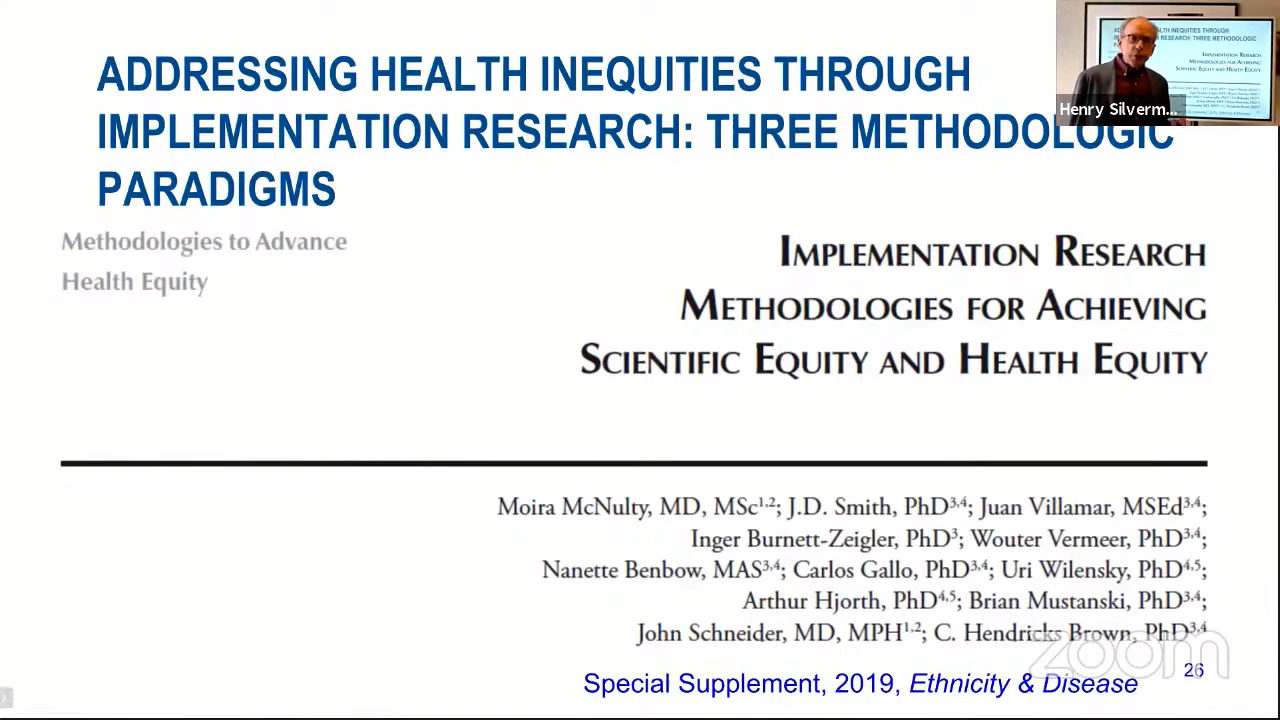 ADDRESSING HEALTH INEQUITIES THROUGH
IMPLEMENTATION RESEARCH: THREE METHODOLOGIC
PARADIGMS
Henry Silverm...
Methodologies to Advance
Health Equity
IMPLEMENTATION RESEARCH
METHODOLOGIES FOR ACHIEVING
SCIENTIFIC EQUITY AND HEALTH EQUITY
Moira McNulty, MD, MSc1,2; J.D. Smith, PhD3,4; Juan Villamar, MSEd3,4;
Inger Burnett-Zeigler, PhD3; Wouter Vermeer, PhD3,4;
Nanette Benbow, MAS3,4; Carlos Gallo, PhD3,4; Uri Wilensky, PhD4,5;
Arthur Hjorth, PhD4,5; Brian Mustanski, PhD3,4;
John Schneider, MD, MPH1,2; C. Hendricks Brown, PhD3,4
zoom
26
Special Supplement, 2019, Ethnicity & Disease